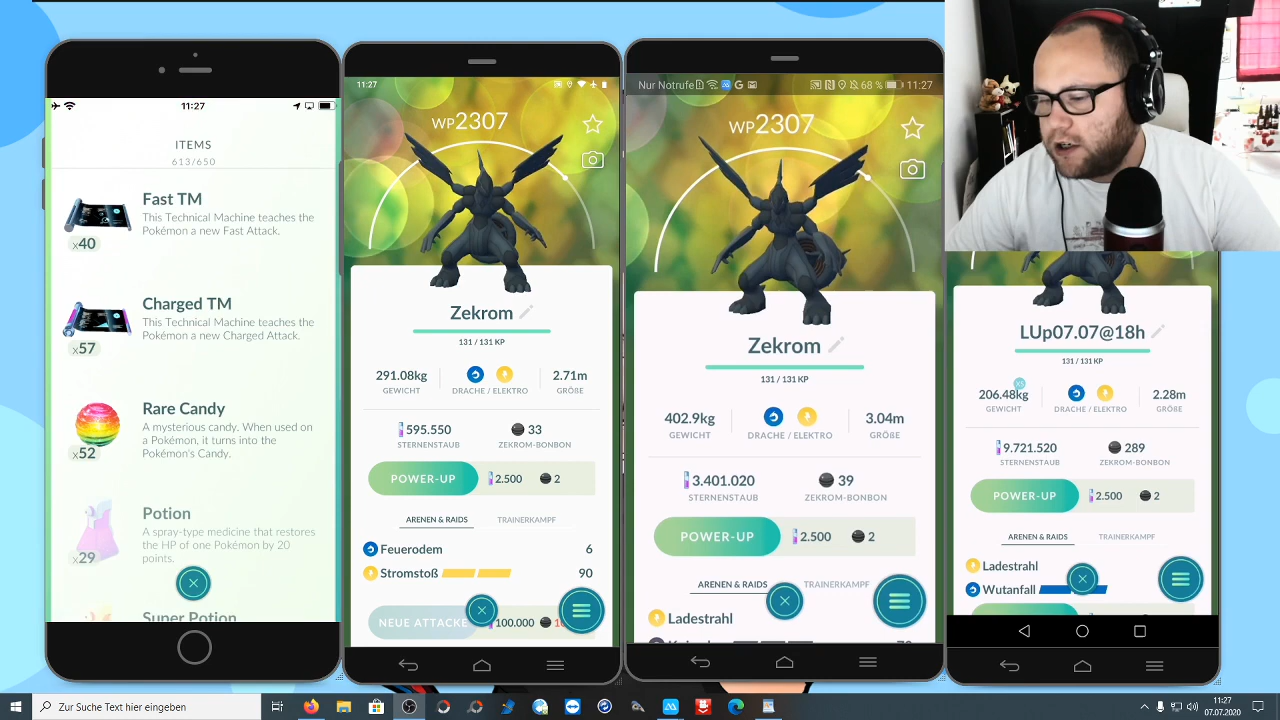 11:27
ITEMS
613/650
Fast TM
This Technical Machine teaches the
Pokémon a new Fast Attack.
x40
Charged TM
This Technical Machine teaches the
Pokémon a new Charged Attack.
x57
Rare Candy
A mysterious candy. When used
on a Pokémon, it turns into the
Pokémon's Candy.
x52
Potion
A spray-type medicine that restores
the HP of one Pokémon by 20
points.
x29
Super Potion
11:27
WP2307
Zekrom
131 / 131 KP
291.08kg
GEWICHT
DRACHE / ELEKTRO
2.71m
GRÖßE
595.550
STERNENSTAUB
33
ZEKROM-BONBON
POWER-UP
2.500
2
ARENEN & RAIDS
TRAINERKAMPF
Feuerodem 6
Stromstoß 90
NEUE ATTACKE
100.000
Nur Notrufe
68 %
11:27
WP2307
Zekrom
131 / 131 KP
402.9kg
GEWICHT
DRACHE / ELEKTRO
3.04m
GRÖßE
3.401.020
STERNENSTAUB
39
ZEKROM-BONBON
POWER-UP
2.500
2
ARENEN & RAIDS
TRAINERKAMPF
Ladestrahl
LUp07.07@18h
131 / 131 KP
XS
206.48kg
GEWICHT
DRACHE / ELEKTRO
2.28m
GRÖßE
9.721.520
STERNENSTAUB
289
ZEKROM-BONBON
POWER-UP
2.500
2
ARENEN & RAIDS
TRAINERKAMPF
Ladestrahl
Wutanfall
Zur Suche Text hier eingeben
11:27
07.07.2020